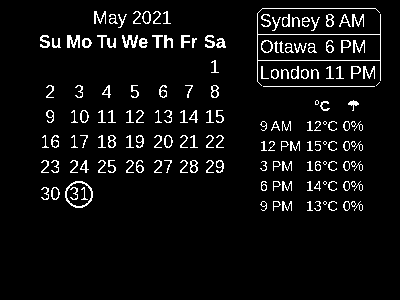 May 2021
Su Mo Tu We Th Fr Sa
1
2 3 4 5 6 7 8
9 10 11 12 13 14 15
16 17 18 19 20 21 22
23 24 25 26 27 28 29
30 31
Sydney 8 AM
Ottawa 6 PM
London 11 PM
°C ☂
9 AM 12°C 0%
12 PM 15°C 0%
3 PM 16°C 0%
6 PM 14°C 0%
9 PM 13°C 0%